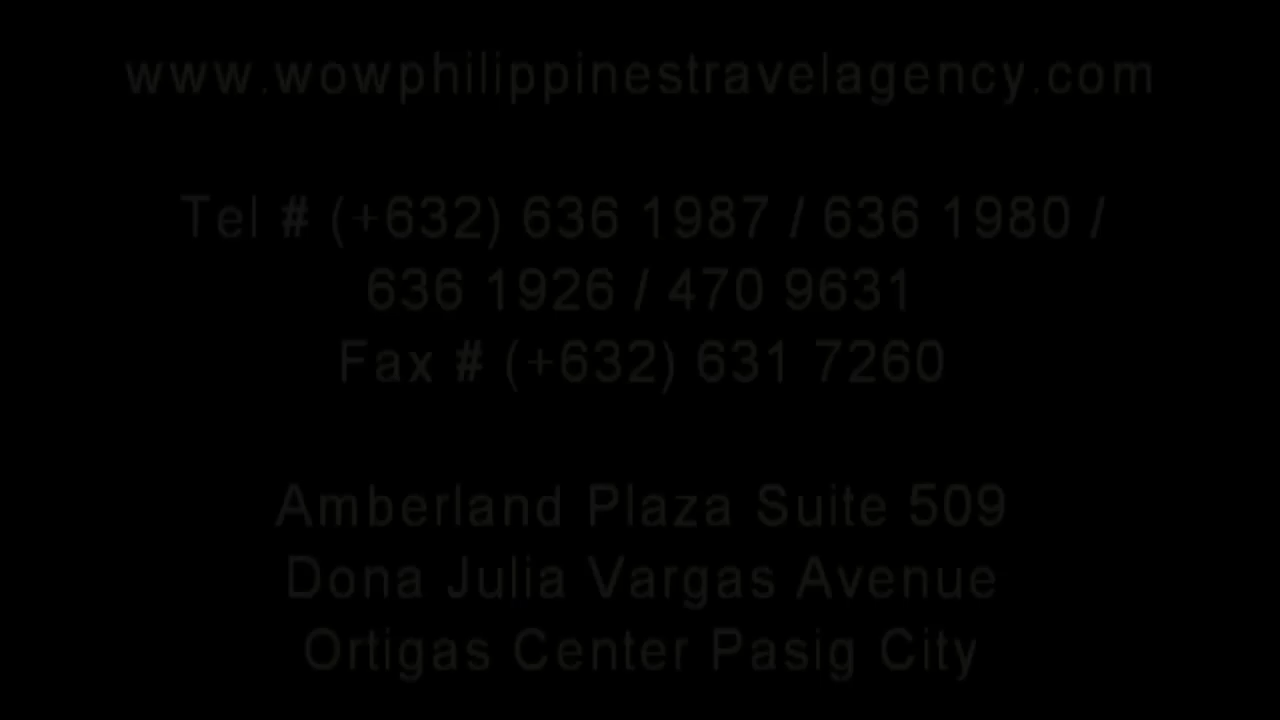 www.wowphilippinestravelagency.com
Tel # (+632) 636 1987 / 636 1980 /
636 1926 / 470 9631
Fax # (+632) 631 7260
Amberland Plaza Suite 509
Dona Julia Vargas Avenue
Ortigas Center Pasig City